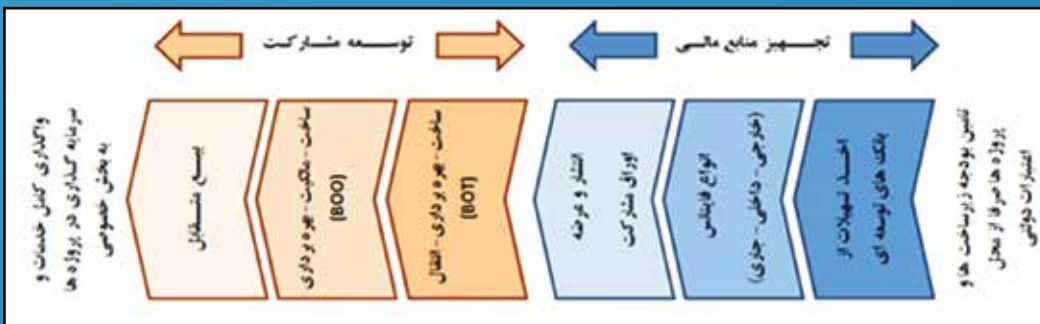 تجهیز منابع مالی
توسعه مشارکت
تامین بودجه زیرساخت ها و
پروژه ها صرفا از محل
اعتبارات دولتی
اخذ تسهیلات از
بانک های توسعه ای
انواع فاینانس
(خارجی - داخلی - جاری)
انتشار و عرضه
اوراق مشارکت
ساخت - بهره برداری - انتقال
(BOT)
ساخت - مالکیت - بهره برداری
(BOO)
بیع متقابل
واگذاری کامل خدمات و
سرمایه گذاری در پروژه ها
به بخش خصوصی